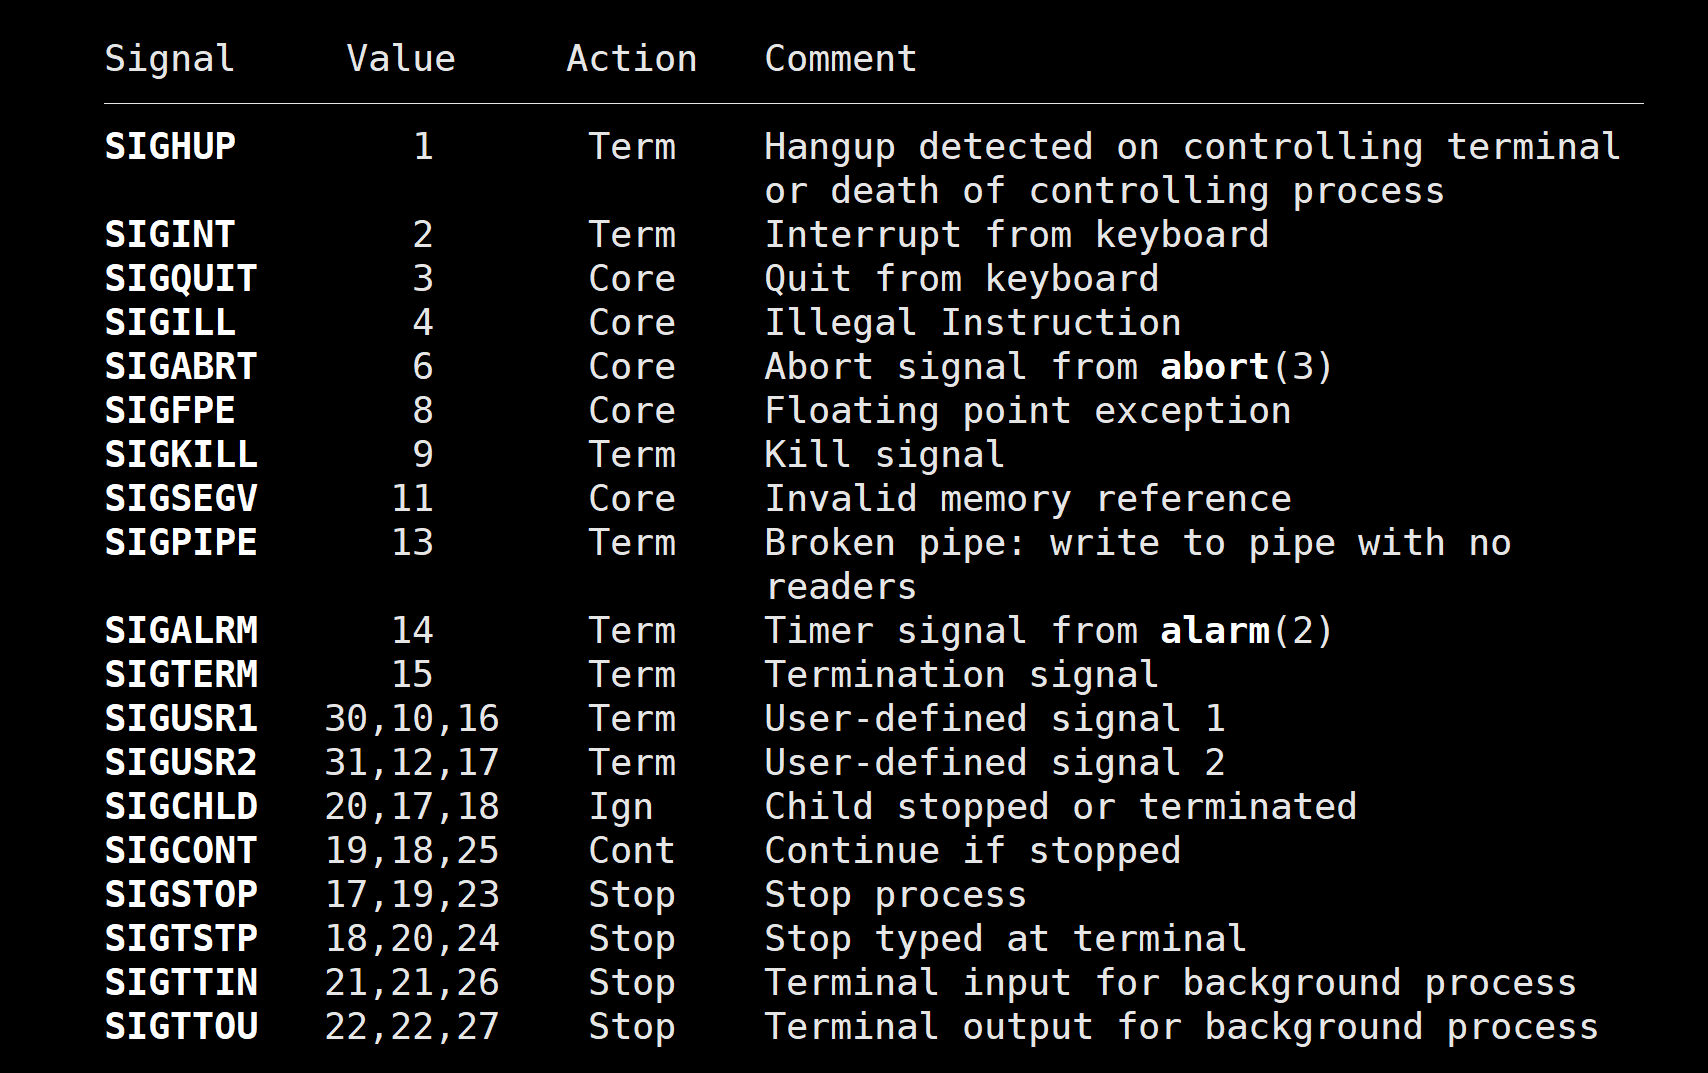 Signal     Value     Action   Comment
SIGHUP        1       Term    Hangup detected on controlling terminal
                              or death of controlling process
SIGINT        2       Term    Interrupt from keyboard
SIGQUIT       3       Core    Quit from keyboard
SIGILL        4       Core    Illegal Instruction
SIGABRT       6       Core    Abort signal from abort(3)
SIGFPE        8       Core    Floating point exception
SIGKILL       9       Term    Kill signal
SIGSEGV      11       Core    Invalid memory reference
SIGPIPE      13       Term    Broken pipe: write to pipe with no
                              readers
SIGALRM      14       Term    Timer signal from alarm(2)
SIGTERM      15       Term    Termination signal
SIGUSR1   30,10,16    Term    User-defined signal 1
SIGUSR2   31,12,17    Term    User-defined signal 2
SIGCHLD   20,17,18    Ign     Child stopped or terminated
SIGCONT   19,18,25    Cont    Continue if stopped
SIGSTOP   17,19,23    Stop    Stop process
SIGTSTP   18,20,24    Stop    Stop typed at terminal
SIGTTIN   21,21,26    Stop    Terminal input for background process
SIGTTOU   22,22,27    Stop    Terminal output for background process